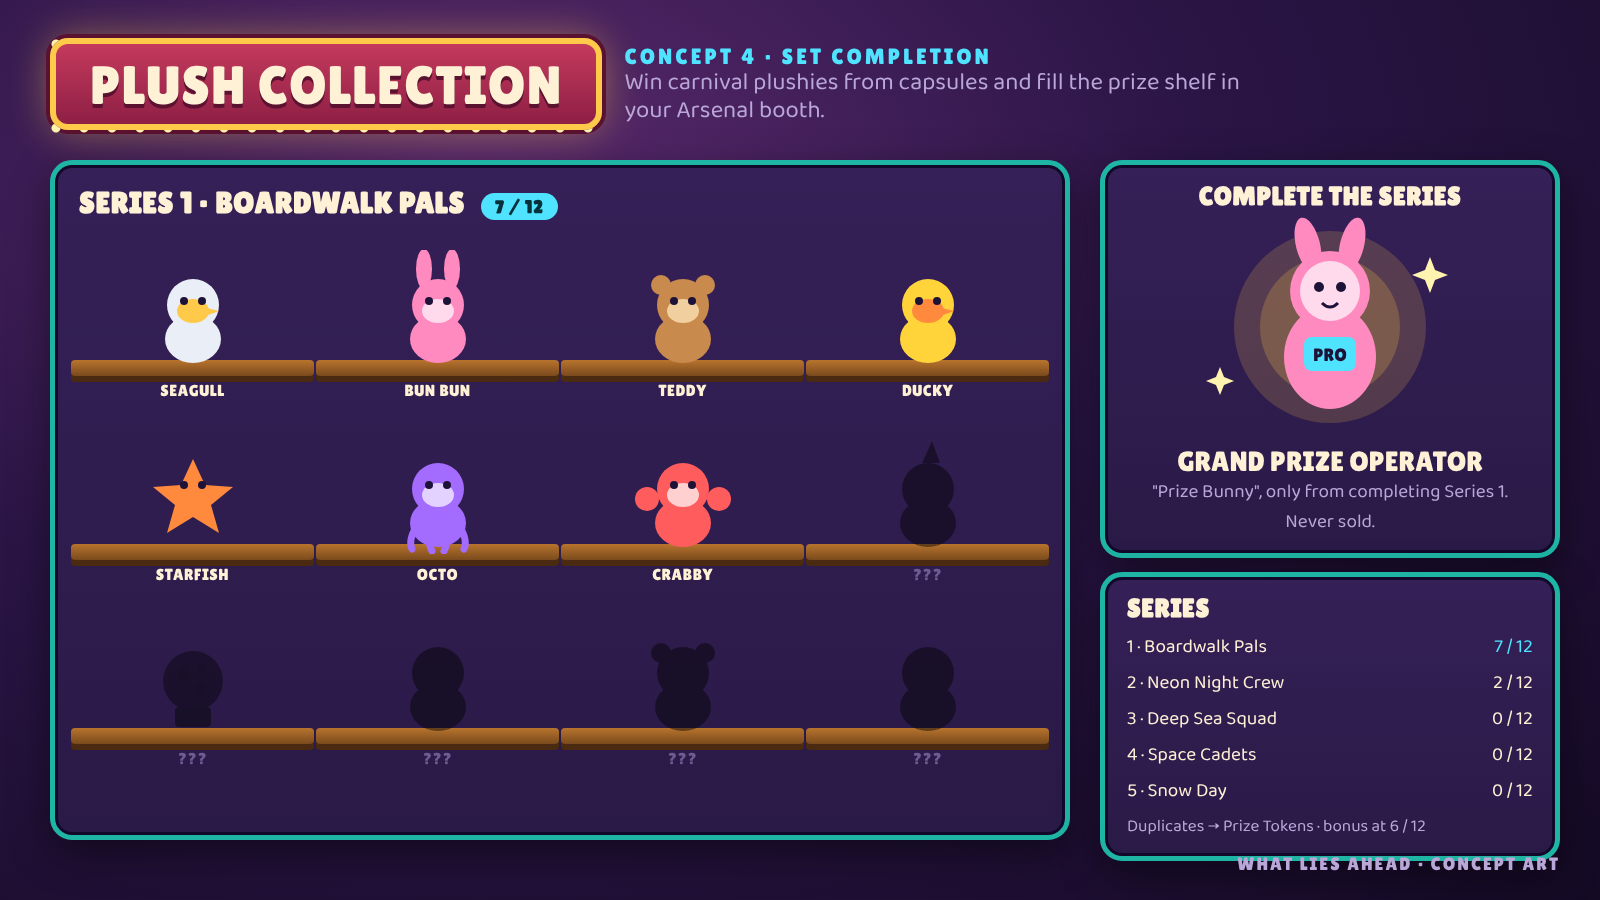 PLUSH COLLECTION
CONCEPT 4 · SET COMPLETION
Win carnival plushies from capsules and fill the prize shelf in
your Arsenal booth.
SERIES 1 · BOARDWALK PALS
7 / 12
SEAGULL
BUN BUN
TEDDY
DUCKY
STARFISH
OCTO
CRABBY
???
???
???
???
???
COMPLETE THE SERIES
PRO
GRAND PRIZE OPERATOR
"Prize Bunny", only from completing Series 1.
Never sold.
SERIES
1 · Boardwalk Pals 7 / 12
2 · Neon Night Crew 2 / 12
3 · Deep Sea Squad 0 / 12
4 · Space Cadets 0 / 12
5 · Snow Day 0 / 12
Duplicates → Prize Tokens · bonus at 6 / 12
WHAT LIES AHEAD · CONCEPT ART